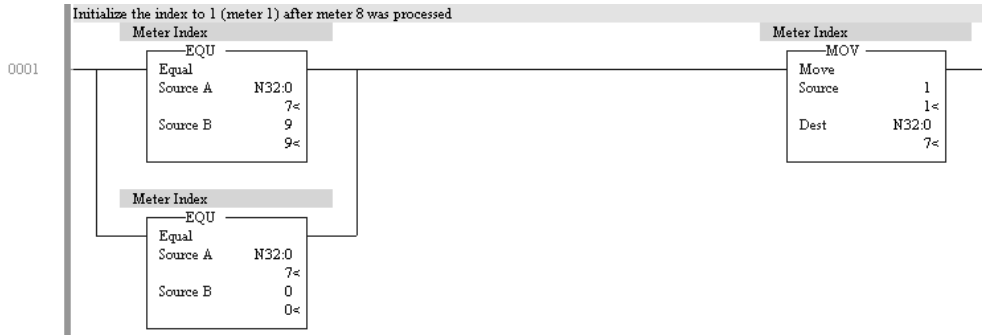 Initialize the index to 1 (meter 1) after meter 8 was processed
Meter Index
EQU
Equal
Source A N32:0
7<
Source B 9
9<
Meter Index
MOV
Move
Source 1
1<
Dest N32:0
7<
0001
Meter Index
EQU
Equal
Source A N32:0
7<
Source B 0
0<